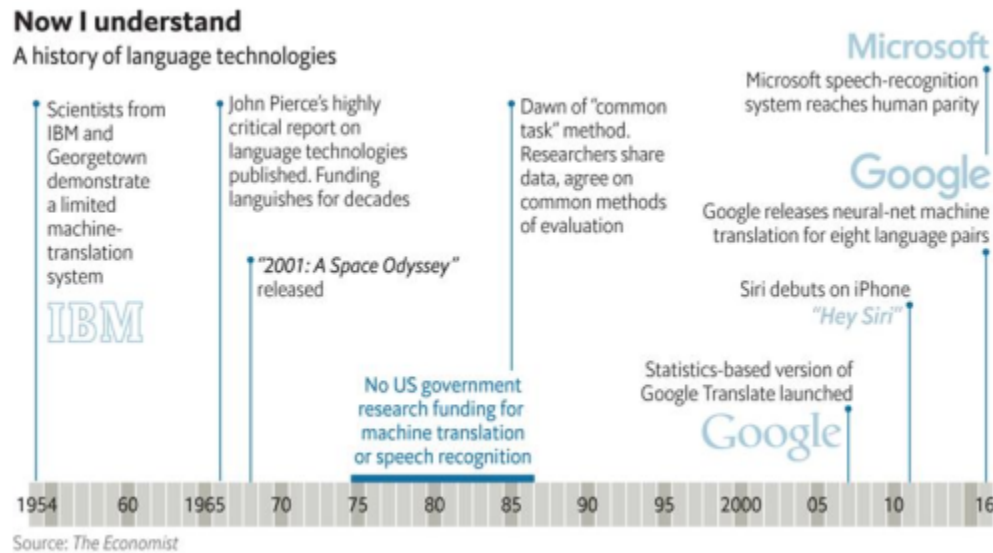 Now I understand
A history of language technologies
Scientists from
IBM and
Georgetown
demonstrate
a limited
machine-
translation
system
IBM
John Pierce's highly
critical report on
language technologies
published. Funding
languishes for decades
"2001: A Space Odyssey"
released
No US government
research funding for
machine translation
or speech recognition
Dawn of "common
task" method.
Researchers share
data, agree on
common methods
of evaluation
Statistics-based version of
Google Translate launched
Google
Siri debuts on iPhone
"Hey Siri"
Microsoft
Microsoft speech-recognition
system reaches human parity
Google
Google releases neural-net machine
translation for eight language pairs
1954 60 1965 70 75 80 85 90 95 2000 05 10 16
Source: The Economist